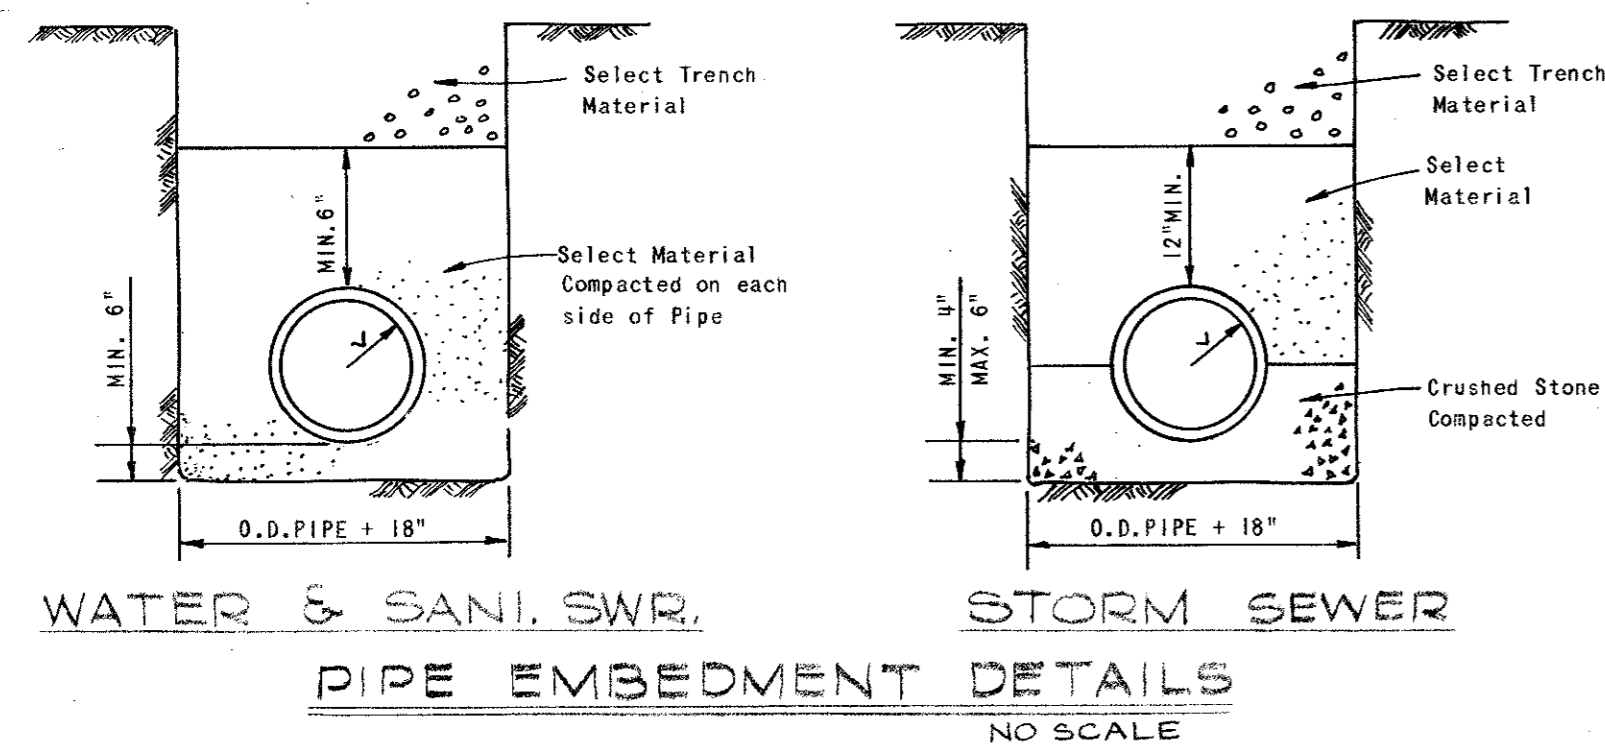 Select Trench
Material
MIN. 6"
Select Material
Compacted on each
side of Pipe
MIN. 6"
r
O.D. PIPE + 18"
WATER & SANI. SWR.
Select Trench
Material
Select
Material
12" MIN.
MIN. 4"
MAX. 6"
r
Crushed Stone
Compacted
O.D. PIPE + 18"
STORM SEWER
PIPE EMBEDMENT DETAILS
NO SCALE